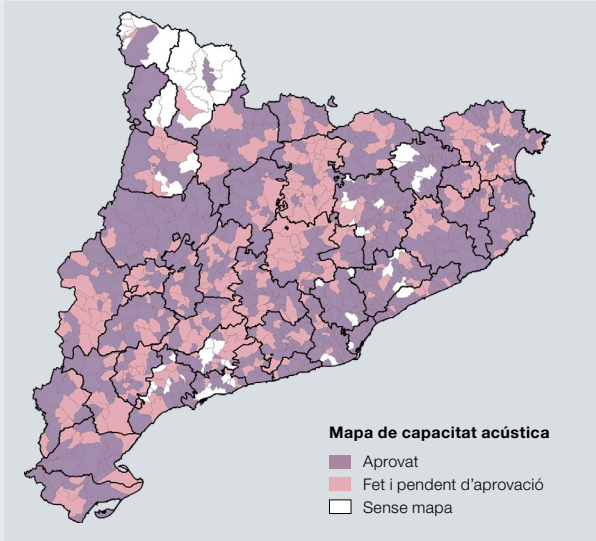 Mapa de capacitat acústica
Aprovat
Fet i pendent d'aprovació
Sense mapa